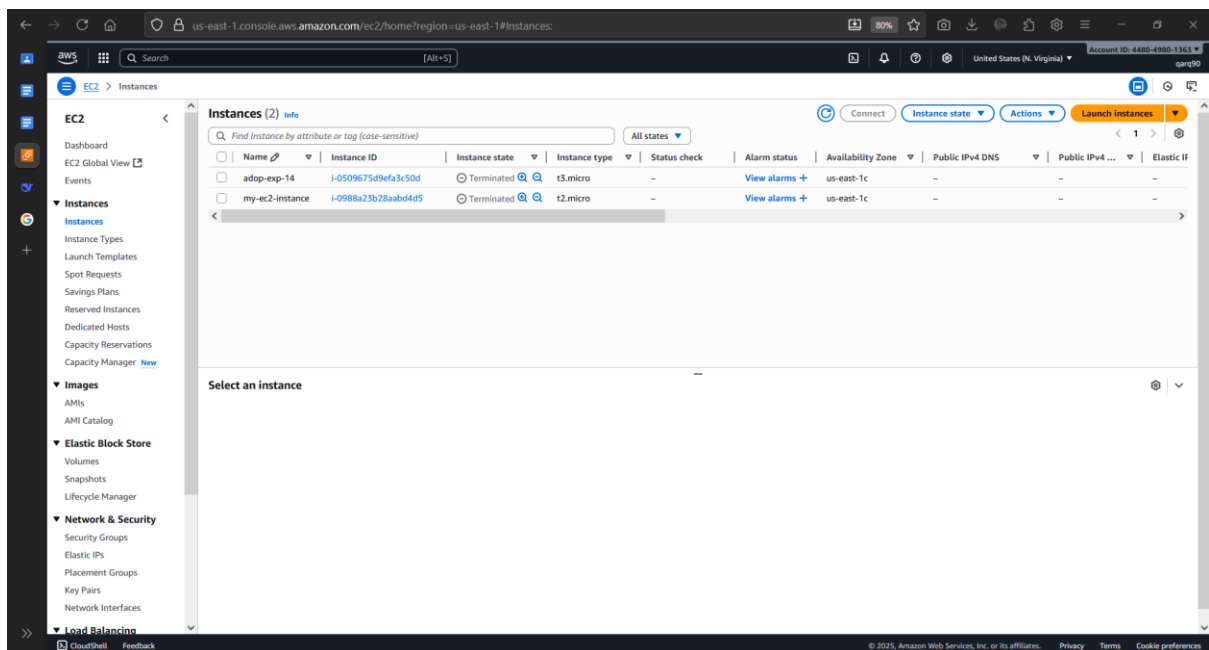 us-east-1.console.aws.amazon.com/ec2/home?region=us-east-1#Instances:
80%
aws
Search
[Alt+S]
United States (N. Virginia)
Account ID: 4480-4980-1363
qarq90
EC2 > Instances
EC2
Dashboard
EC2 Global View
Events
Instances
Instances
Instance Types
Launch Templates
Spot Requests
Savings Plans
Reserved Instances
Dedicated Hosts
Capacity Reservations
Capacity Manager New
Images
AMIs
AMI Catalog
Elastic Block Store
Volumes
Snapshots
Lifecycle Manager
Network & Security
Security Groups
Elastic IPs
Placement Groups
Key Pairs
Network Interfaces
Load Balancing
Instances (2) Info
Connect
Instance state
Actions
Launch instances
Find Instance by attribute or tag (case-sensitive)
All states
1
Name Instance ID Instance state Instance type Status check Alarm status Availability Zone Public IPv4 DNS Public IPv4 ... Elastic IP
adop-exp-14 i-0509675d9efa3c50d Terminated t3.micro – View alarms + us-east-1c – – –
my-ec2-instance i-0988a23b28aabd4d5 Terminated t2.micro – View alarms + us-east-1c – – –
Select an instance
CloudShell Feedback
© 2025, Amazon Web Services, Inc. or its affiliates. Privacy Terms Cookie preferences